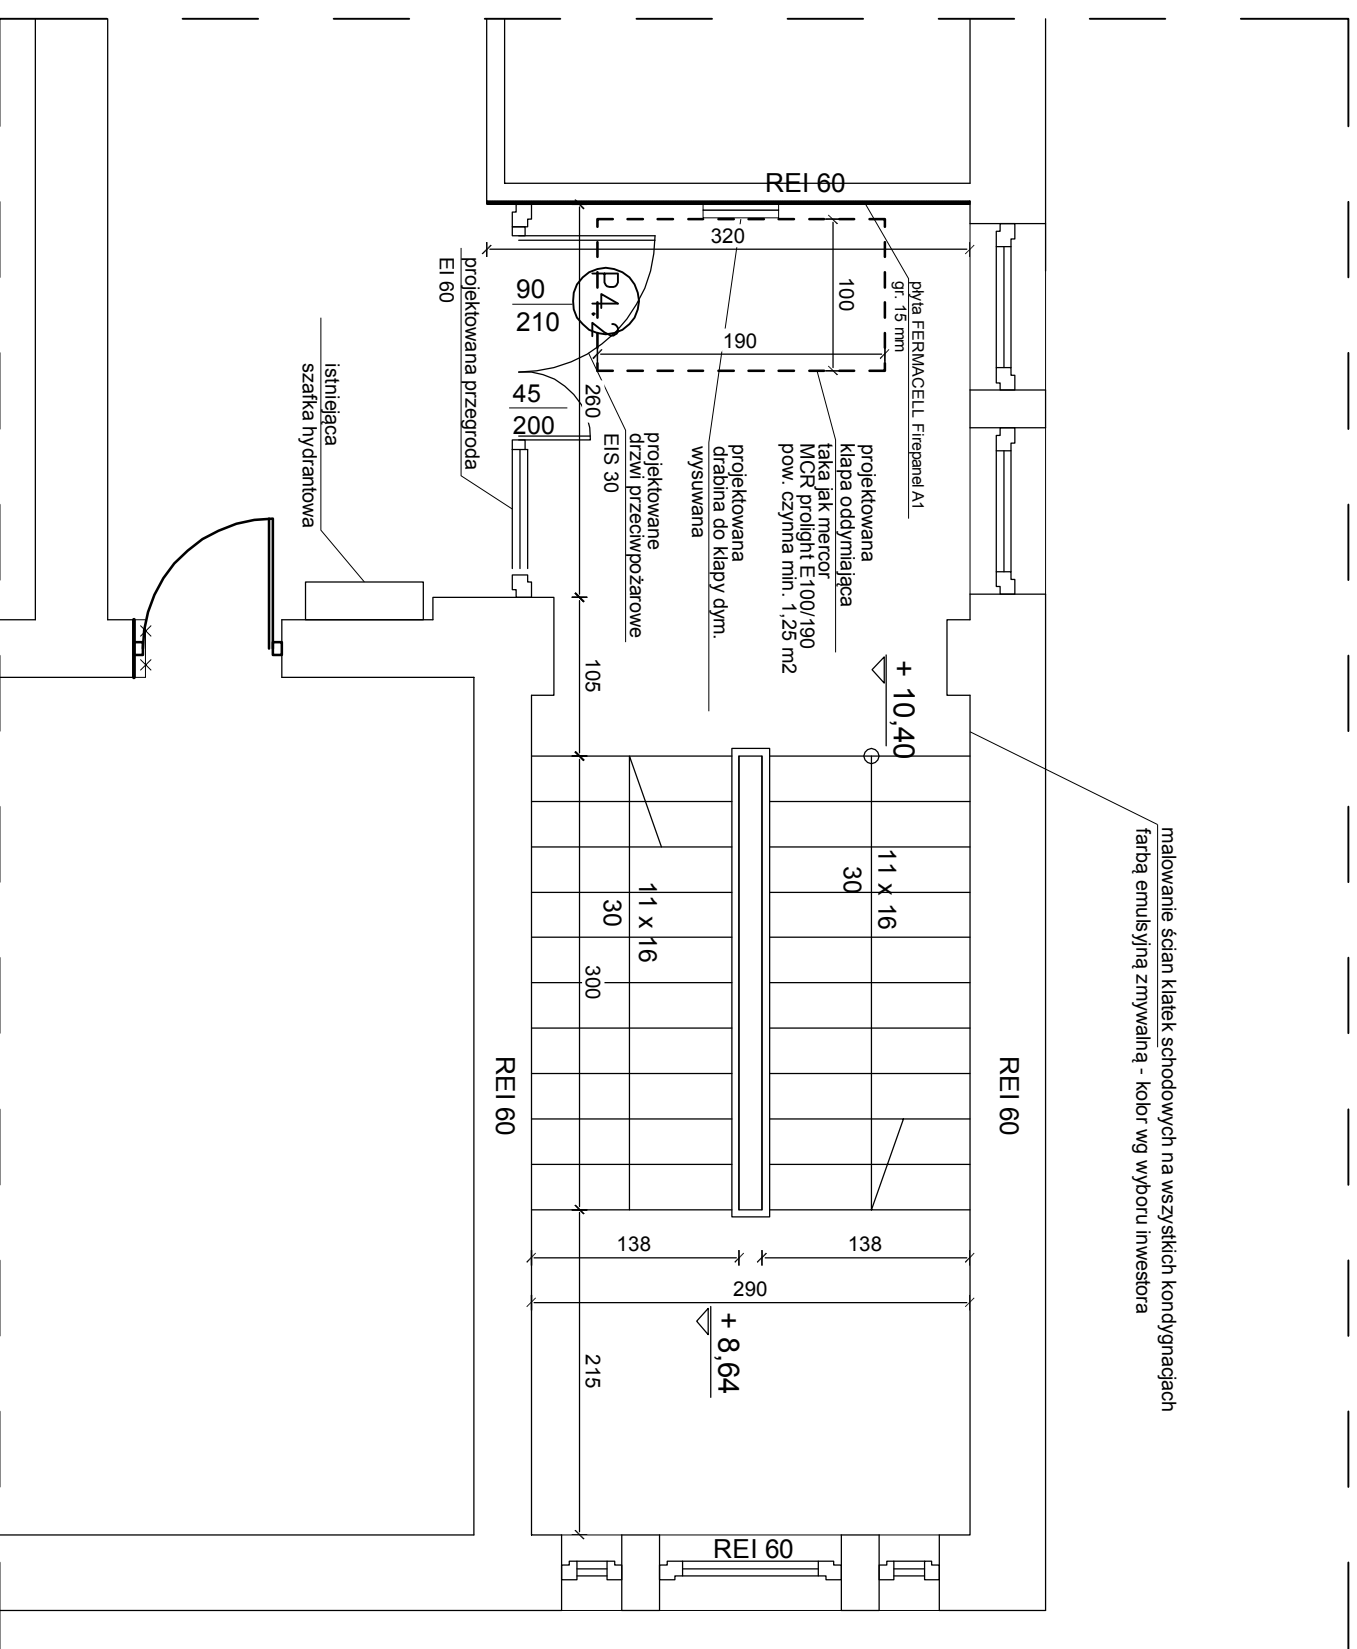 REI 60
320
100
190
płyta FERMACELL Firepanel A1
gr. 15 mm
90
210
P4.2
45
200
260
projektowana przegroda
EI 60
istniejąca
szafka hydrantowa
projektowane
drzwi przeciwpożarowe
EIS 30
projektowana
drabina do klapy dym.
wysuwana
projektowana
klapa oddymiająca
taka jak mercor
MCR prolight E100/190
pow. czynna min. 1,25 m2
105
+ 10,40
malowanie ścian klatek schodowych na wszystkich kondygnacjach
farbą emulsyjną zmywalną - kolor wg wyboru inwestora
11 x 16
30
11 x 16
30
300
REI 60
REI 60
138
138
290
+ 8,64
215
REI 60